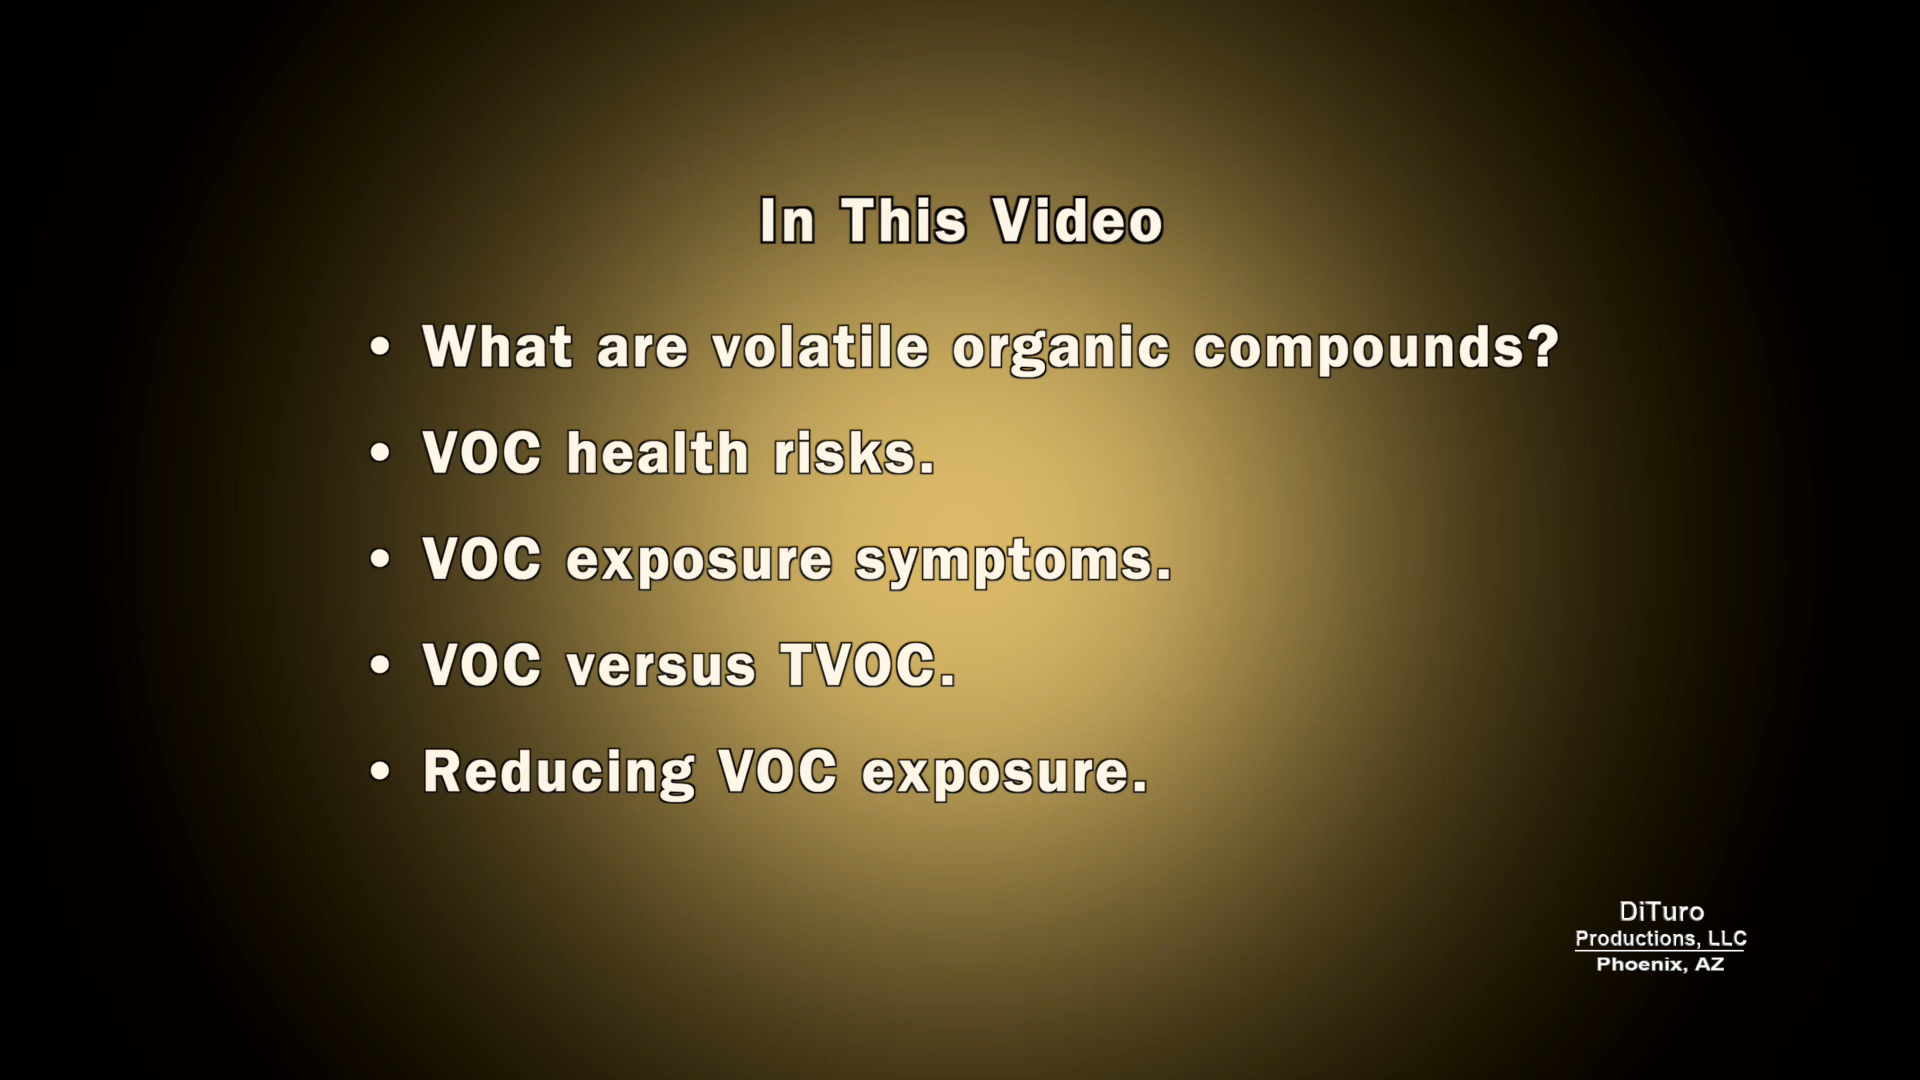 In This Video
• What are volatile organic compounds?
• VOC health risks.
• VOC exposure symptoms.
• VOC versus TVOC.
• Reducing VOC exposure.
DiTuro
Productions, LLC
Phoenix, AZ